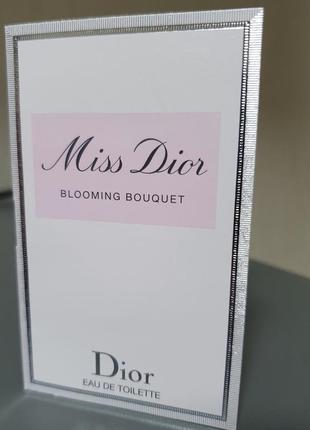 Miss Dior
BLOOMING BOUQUET
Dior
EAU DE TOILETTE